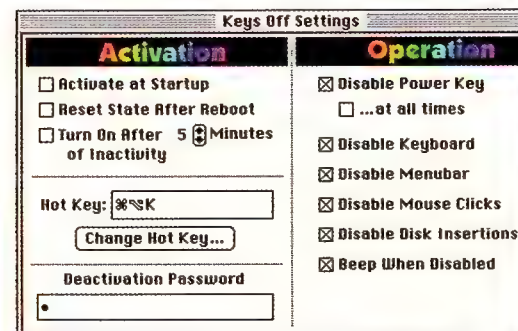 Keys Off Settings
Activation
Activate at Startup
Reset State After Reboot
Turn On After 5 Minutes
of Inactivity
Hot Key: ⌘⌥K
Change Hot Key...
Deactivation Password
•
Operation
Disable Power Key
...at all times
Disable Keyboard
Disable Menubar
Disable Mouse Clicks
Disable Disk Insertions
Beep When Disabled